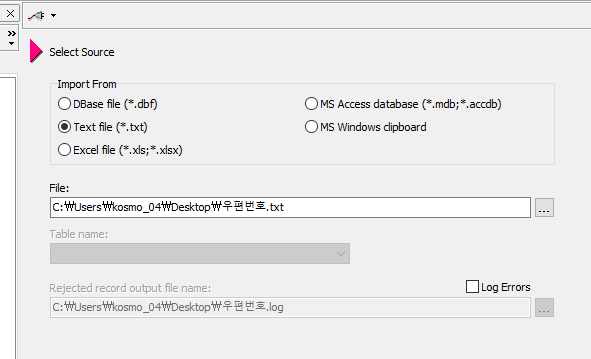 Select Source
Import From
DBase file (*.dbf)
MS Access database (*.mdb;*.accdb)
Text file (*.txt)
MS Windows clipboard
Excel file (*.xls;*.xlsx)
File:
C:₩Users₩kosmo_04₩Desktop₩우편번호.txt
...
Table name:
Rejected record output file name:
Log Errors
C:₩Users₩kosmo_04₩Desktop₩우편번호.log
...